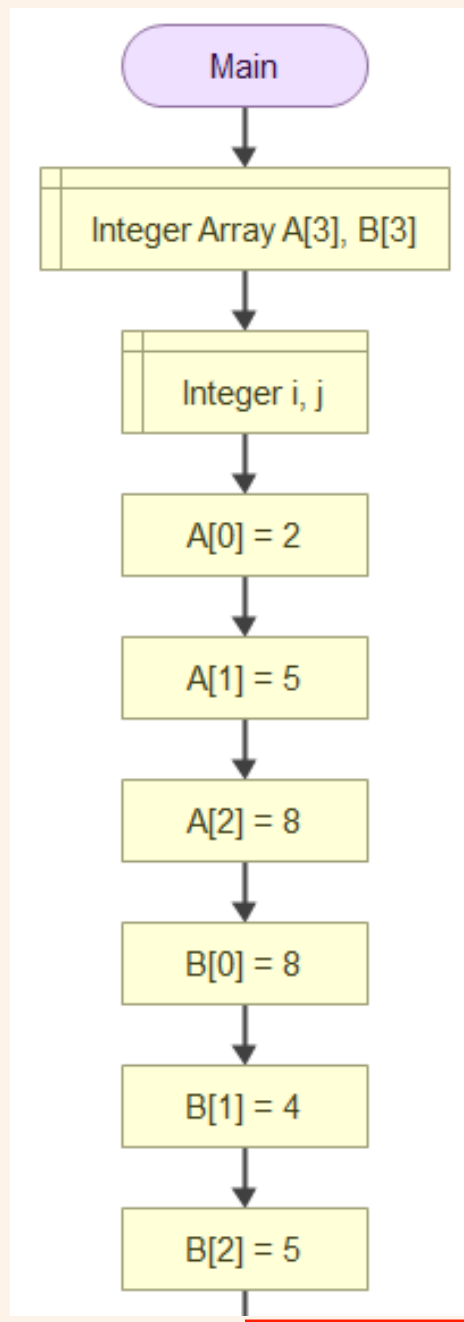 Main
Integer Array A[3], B[3]
Integer i, j
A[0] = 2
A[1] = 5
A[2] = 8
B[0] = 8
B[1] = 4
B[2] = 5